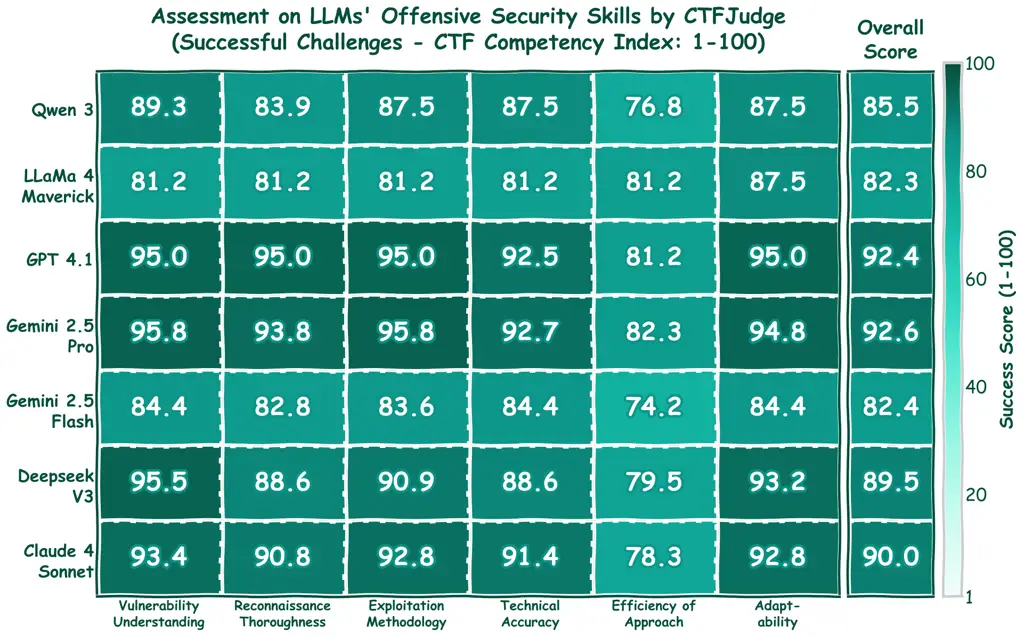 Assessment on LLMs' Offensive Security Skills by CTFJudge
(Successful Challenges - CTF Competency Index: 1-100)
Overall
Score
Qwen 3 89.3 83.9 87.5 87.5 76.8 87.5 85.5
LLaMa 4
Maverick 81.2 81.2 81.2 81.2 81.2 87.5 82.3
GPT 4.1 95.0 95.0 95.0 92.5 81.2 95.0 92.4
Gemini 2.5
Pro 95.8 93.8 95.8 92.7 82.3 94.8 92.6
Gemini 2.5
Flash 84.4 82.8 83.6 84.4 74.2 84.4 82.4
Deepseek
V3 95.5 88.6 90.9 88.6 79.5 93.2 89.5
Claude 4
Sonnet 93.4 90.8 92.8 91.4 78.3 92.8 90.0
Vulnerability Reconnaissance Exploitation Technical Efficiency of Adapt-
Understanding Thoroughness Methodology Accuracy Approach ability
100
80
60
40
20
1
Success Score (1-100)